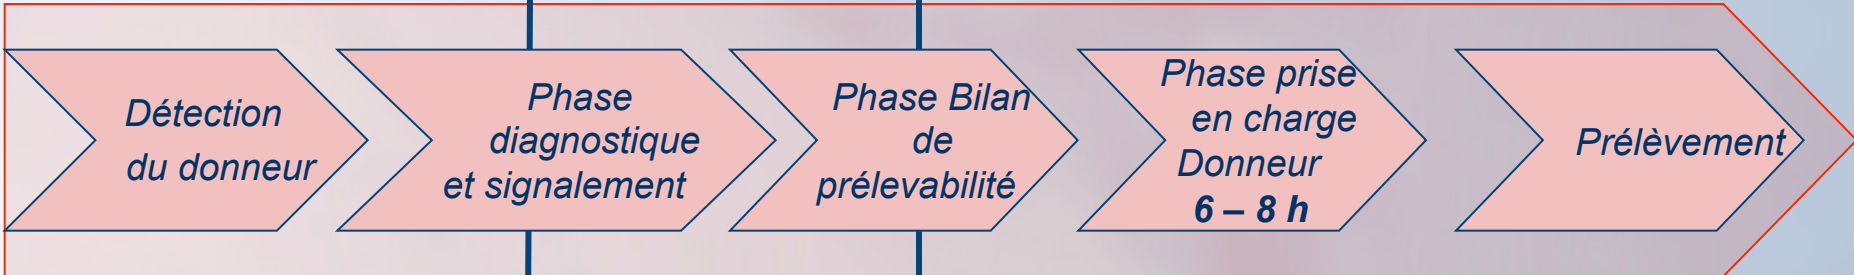 Détection
du donneur
Phase
diagnostique
et signalement
Phase Bilan
de
prélevabilité
Phase prise
en charge
Donneur
6 – 8 h
Prélèvement